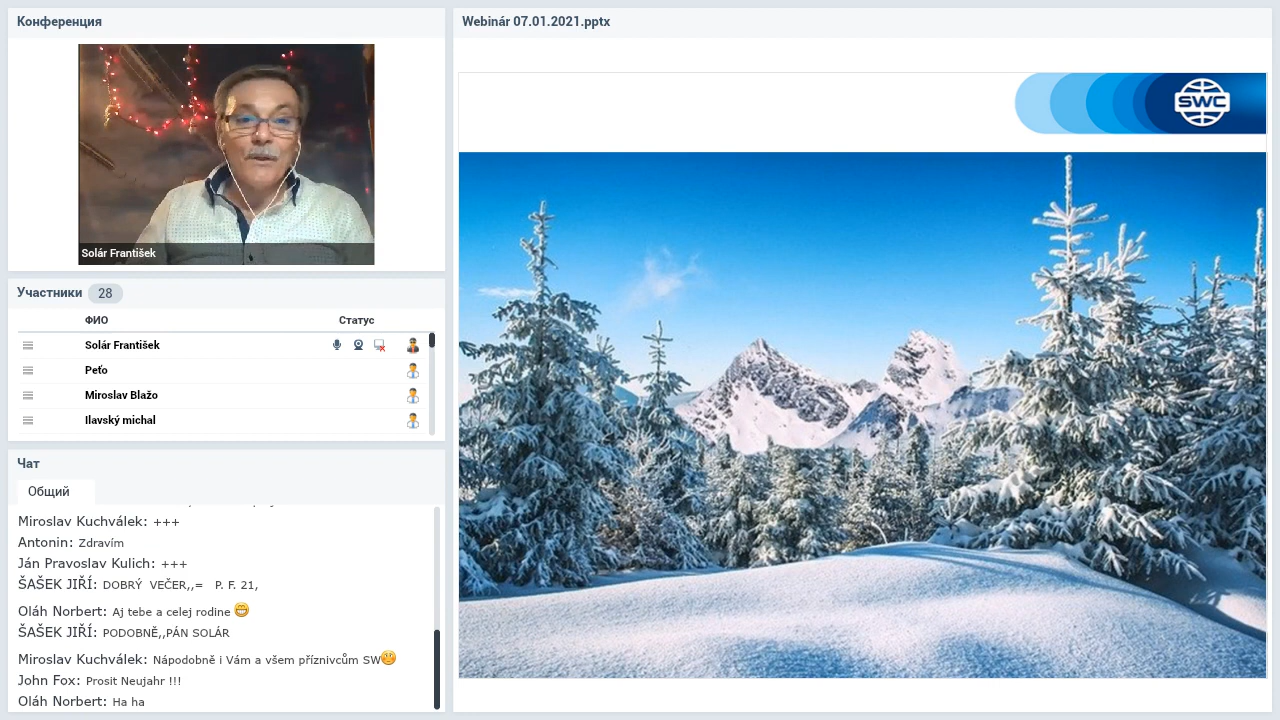 Конференция
Solár František
Участники 28
ФИО Статус
Solár František
Peťo
Miroslav Blažo
Ilavský michal
Чат
Общий
Miroslav Kuchválek: +++
Antonin: Zdravím
Ján Pravoslav Kulich: +++
ŠAŠEK JIŘÍ: DOBRÝ VEČER,,= P. F. 21,
Oláh Norbert: Aj tebe a celej rodine
ŠAŠEK JIŘÍ: PODOBNĚ,,PÁN SOLÁR
Miroslav Kuchválek: Nápodobně i Vám a všem příznivcům SW
John Fox: Prosit Neujahr !!!
Oláh Norbert: Ha ha
Webinár 07.01.2021.pptx
SWC